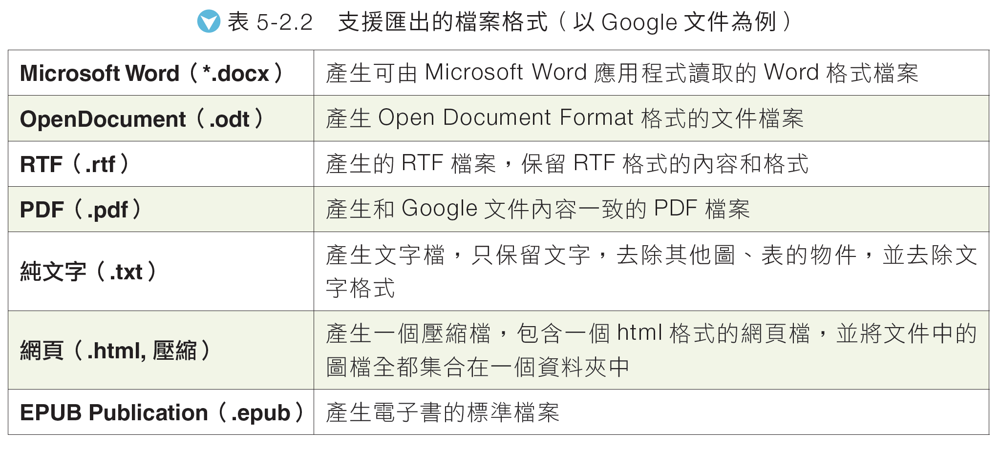 表 5-2.2　支援匯出的檔案格式（以 Google 文件為例）
Microsoft Word（*.docx）
產生可由 Microsoft Word 應用程式讀取的 Word 格式檔案
OpenDocument（.odt）
產生 Open Document Format 格式的文件檔案
RTF（.rtf）
產生的 RTF 檔案，保留 RTF 格式的內容和格式
PDF（.pdf）
產生和 Google 文件內容一致的 PDF 檔案
純文字（.txt）
產生文字檔，只保留文字，去除其他圖、表的物件，並去除文
字格式
網頁（.html, 壓縮）
產生一個壓縮檔，包含一個 html 格式的網頁檔，並將文件中的
圖檔全都集合在一個資料夾中
EPUB Publication（.epub）
產生電子書的標準檔案